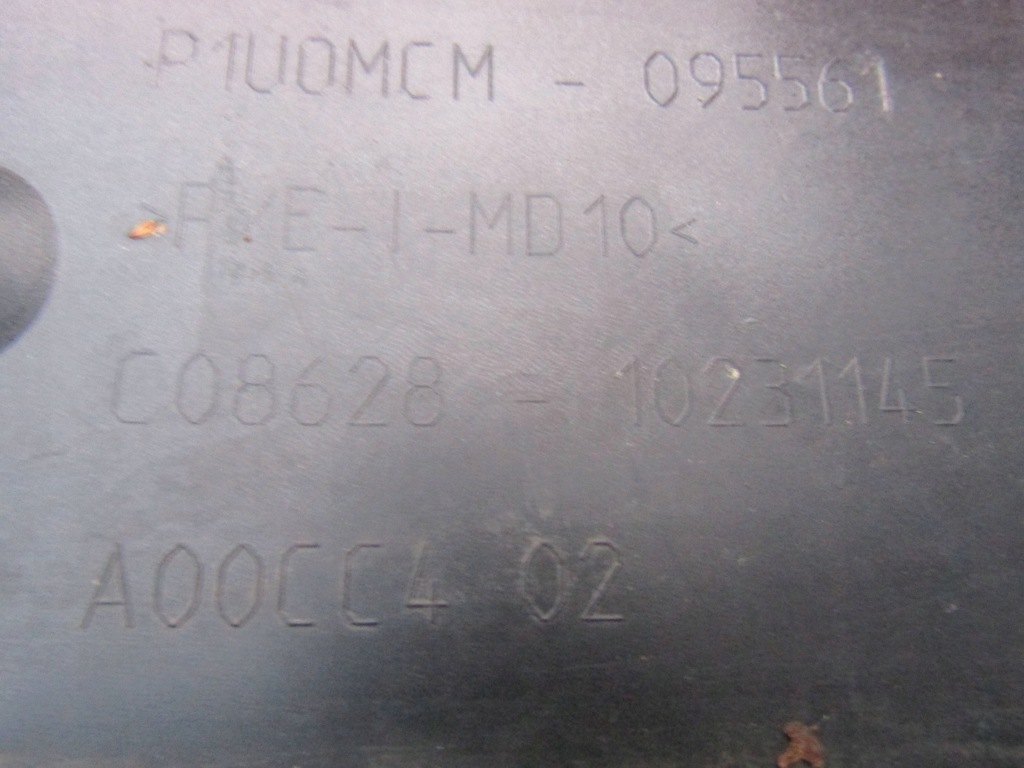 P1U0MCM - 095561
-I-MD10<
C08628 - 10231145
A00CC4 02